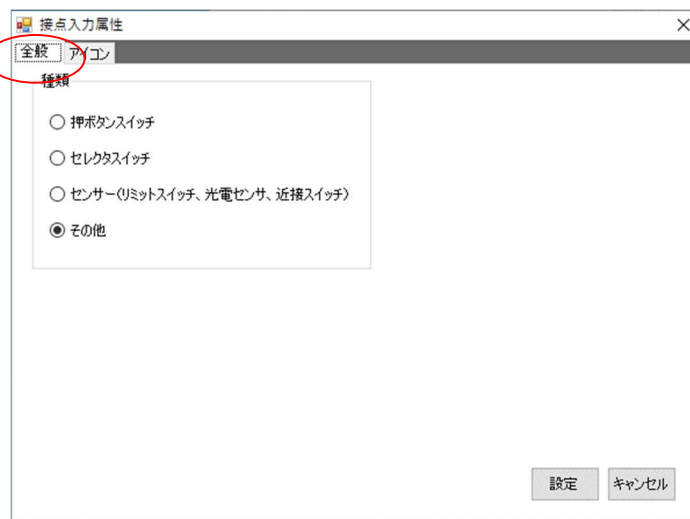 接点入力属性
全般 アイコン
種類
押ボタンスイッチ
セレクタスイッチ
センサー(リミットスイッチ、光電センサ、近接スイッチ)
その他
設定 キャンセル